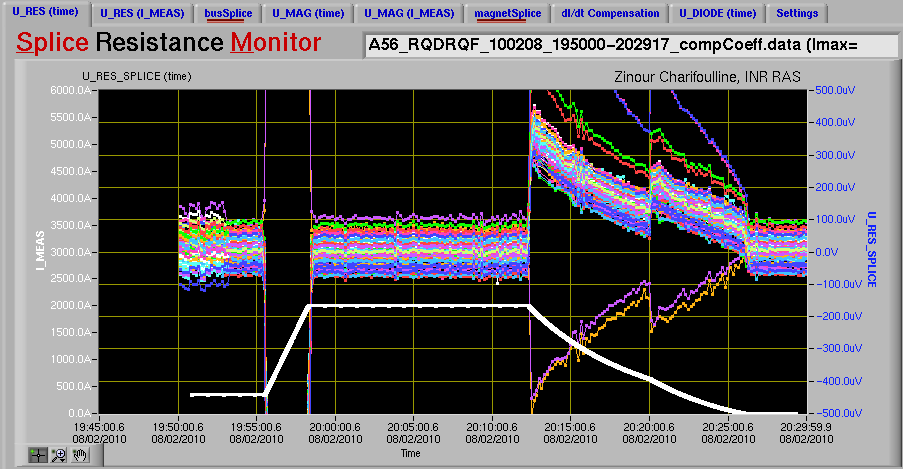 U_RES (time) U_RES (I_MEAS) busSplice U_MAG (time) U_MAG (I_MEAS) magnetSplice dI/dt Compensation U_DIODE (time) Settings
Splice Resistance Monitor
A56_RQDRQF_100208_195000-202917_compCoeff.data (Imax=
U_RES_SPLICE (time)
Zinour Charifoulline, INR RAS
6000.0A
5500.0A
5000.0A
4500.0A
4000.0A
3500.0A
3000.0A
2500.0A
2000.0A
1500.0A
1000.0A
500.0A
0.0A
I_MEAS
500.0uV
400.0uV
300.0uV
200.0uV
100.0uV
0.0uV
-100.0uV
-200.0uV
-300.0uV
-400.0uV
-500.0uV
U_RES_SPLICE
19:45:00.6 19:50:00.6 19:55:00.6 20:00:00.6 20:05:00.6 20:10:00.6 20:15:00.6 20:20:00.6 20:25:00.6 20:29:59.9
08/02/2010 08/02/2010 08/02/2010 08/02/2010 08/02/2010 08/02/2010 08/02/2010 08/02/2010 08/02/2010 08/02/2010
Time